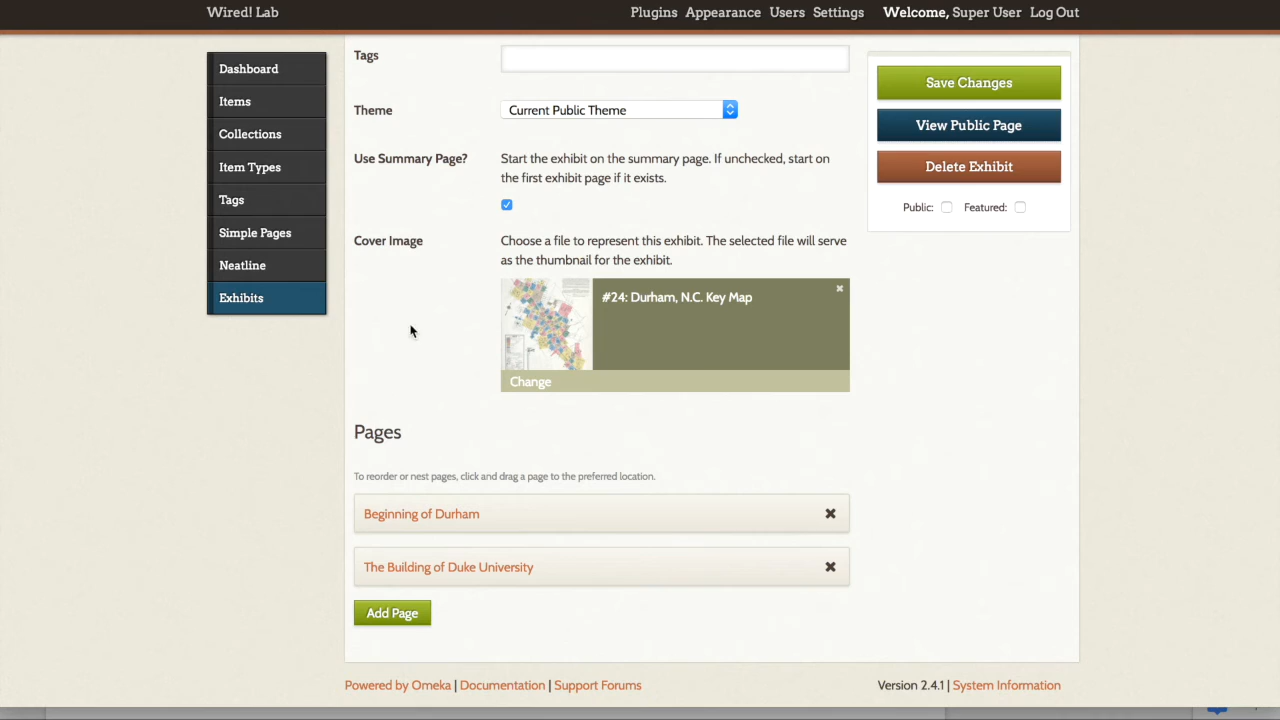 Wired! Lab
Plugins Appearance Users Settings Welcome, Super User Log Out
Dashboard
Items
Collections
Item Types
Tags
Simple Pages
Neatline
Exhibits
Tags
Theme
Current Public Theme
Use Summary Page?
Start the exhibit on the summary page. If unchecked, start on
the first exhibit page if it exists.
Cover Image
Choose a file to represent this exhibit. The selected file will serve
as the thumbnail for the exhibit.
#24: Durham, N.C. Key Map
Change
Pages
To reorder or nest pages, click and drag a page to the preferred location.
Beginning of Durham
The Building of Duke University
Add Page
Save Changes
View Public Page
Delete Exhibit
Public: Featured:
Powered by Omeka | Documentation | Support Forums
Version 2.4.1 | System Information